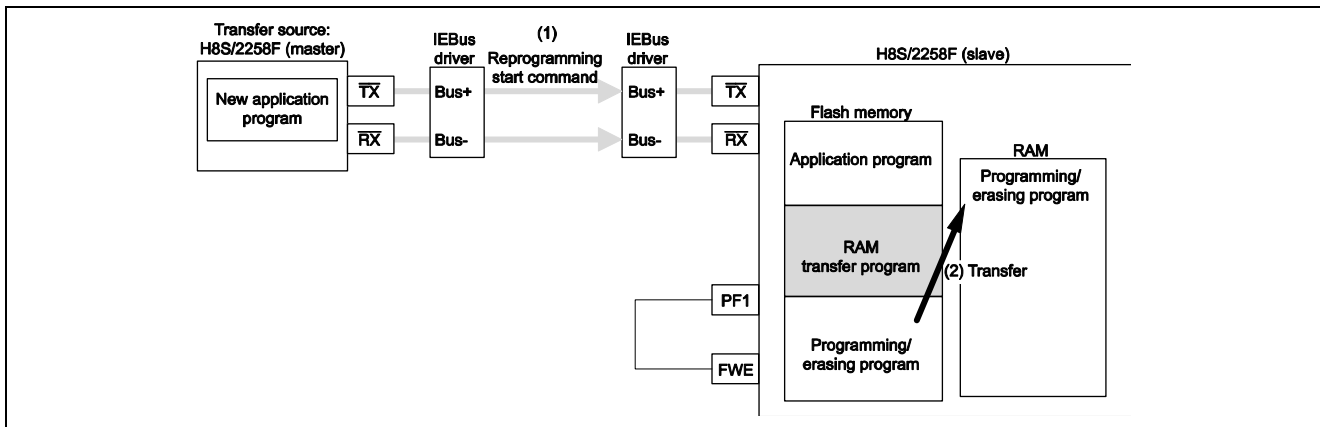 Transfer source:
H8S/2258F (master)
New application
program
TX
RX
IEBus
driver
Bus+
Bus-
(1)
Reprogramming
start command
IEBus
driver
Bus+
Bus-
TX
RX
PF1
FWE
H8S/2258F (slave)
Flash memory
Application program
RAM
transfer program
Programming/
erasing program
(2) Transfer
RAM
Programming/
erasing program